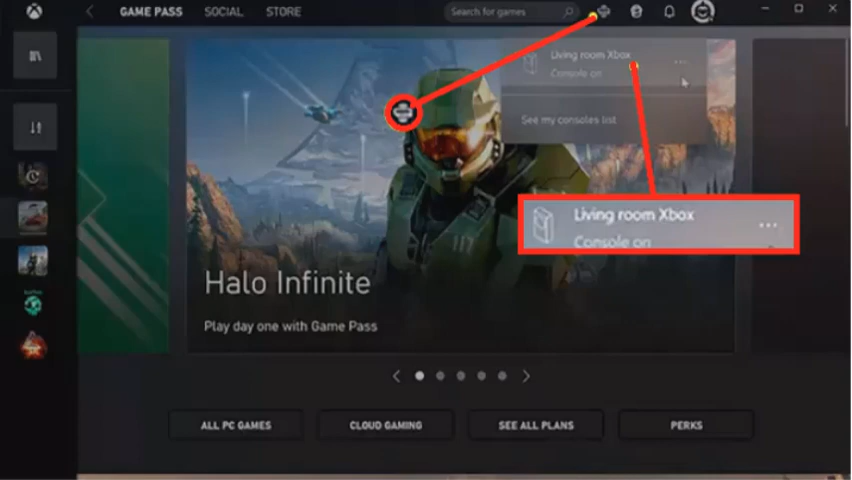 GAME PASS SOCIAL STORE Search for games
Living room Xbox
Console on
See my consoles list
117
Living room Xbox
Console on
Halo Infinite
Play day one with Game Pass
ALL PC GAMES CLOUD GAMING SEE ALL PLANS PERKS